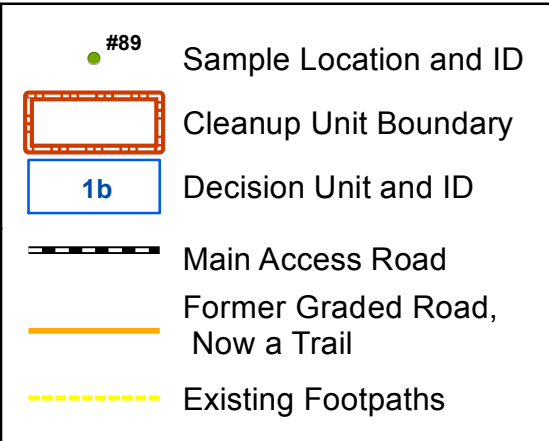 #89
Sample Location and ID
Cleanup Unit Boundary
1b
Decision Unit and ID
Main Access Road
Former Graded Road,
Now a Trail
Existing Footpaths